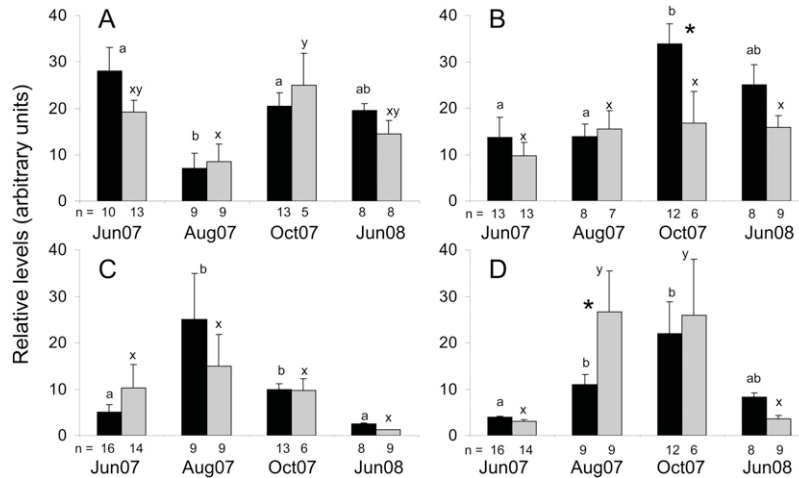 Relative levels (arbitrary units)
A
40
30
20
10
0
a
xy
b
x
a
y
ab
xy
n = 10 13 9 9 13 5 8 8
Jun07 Aug07 Oct07 Jun08
B
40
30
20
10
0
a
x
a
x
b
*
x
ab
x
n = 13 13 8 7 12 6 8 9
Jun07 Aug07 Oct07 Jun08
C
40
30
20
10
0
a
x
b
x
b
x
a
x
n = 16 14 9 9 13 6 8 9
Jun07 Aug07 Oct07 Jun08
D
40
30
20
10
0
a
x
b
*
y
b
y
ab
x
n = 16 14 9 9 12 6 8 9
Jun07 Aug07 Oct07 Jun08